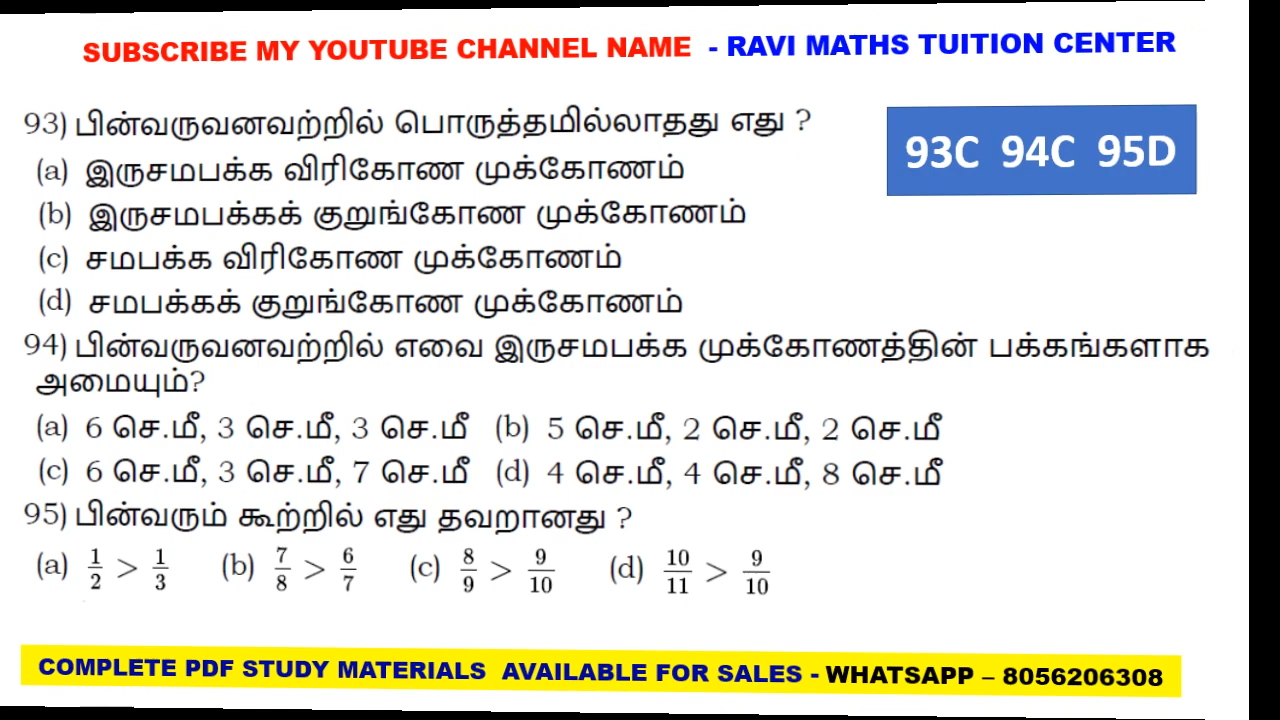 SUBSCRIBE MY YOUTUBE CHANNEL NAME - RAVI MATHS TUITION CENTER
93) பின்வருவனவற்றில் பொருத்தமில்லாதது எது ?
93C 94C 95D
(a) இருசமபக்க விரிகோண முக்கோணம்
(b) இருசமபக்கக் குறுங்கோண முக்கோணம்
(c) சமபக்க விரிகோண முக்கோணம்
(d) சமபக்கக் குறுங்கோண முக்கோணம்
94) பின்வருவனவற்றில் எவை இருசமபக்க முக்கோணத்தின் பக்கங்களாக
அமையும்?
(a) 6 செ.மீ, 3 செ.மீ, 3 செ.மீ (b) 5 செ.மீ, 2 செ.மீ, 2 செ.மீ
(c) 6 செ.மீ, 3 செ.மீ, 7 செ.மீ (d) 4 செ.மீ, 4 செ.மீ, 8 செ.மீ
95) பின்வரும் கூற்றில் எது தவறானது ?
(a) 1/2 > 1/3 (b) 7/8 > 6/7 (c) 8/9 > 9/10 (d) 10/11 > 9/10
COMPLETE PDF STUDY MATERIALS AVAILABLE FOR SALES - WHATSAPP – 8056206308